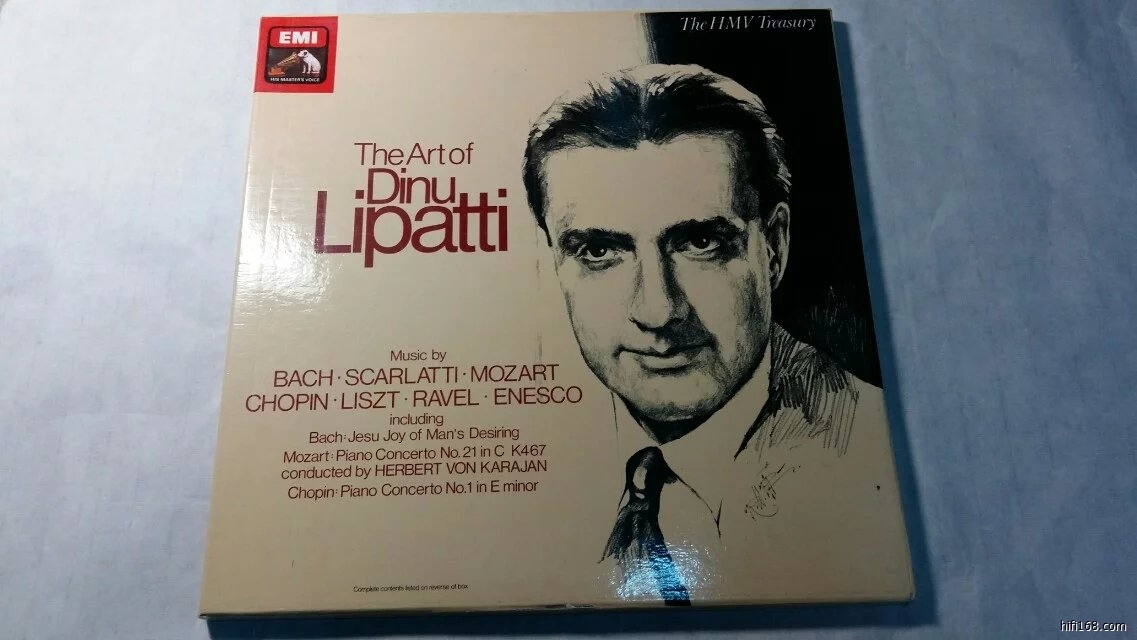 The HMV Treasury
EMI
HIS MASTER'S VOICE
The Art of
Dinu
Lipatti
Music by
BACH · SCARLATTI · MOZART
CHOPIN · LISZT · RAVEL · ENESCO
including
Bach: Jesu Joy of Man's Desiring
Mozart: Piano Concerto No.21 in C K467
conducted by HERBERT VON KARAJAN
Chopin: Piano Concerto No.1 in E minor
Complete contents listed on reverse of box
hifi168.com